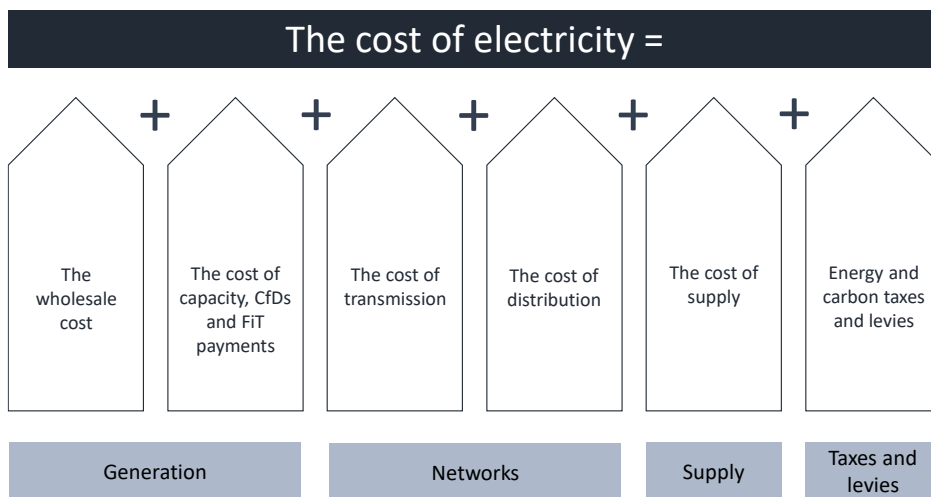 The cost of electricity =
+ + + + +
The
wholesale
cost
The cost of
capacity, CfDs
and FiT
payments
The cost of
transmission
The cost of
distribution
The cost of
supply
Energy and
carbon taxes
and levies
Generation
Networks
Supply
Taxes and
levies